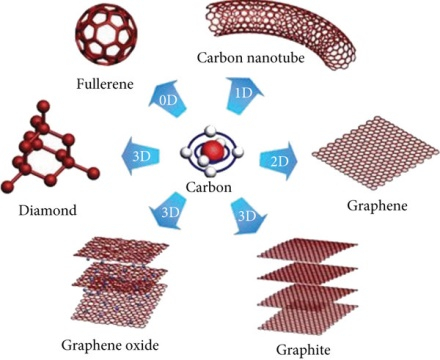 Fullerene
Carbon nanotube
0D
1D
3D
2D
Carbon
Diamond
Graphene
3D
3D
Graphene oxide
Graphite